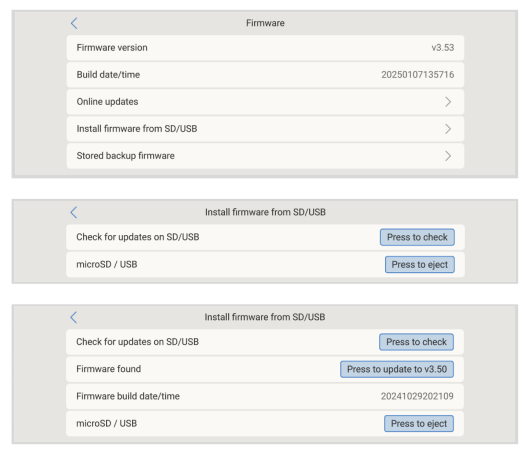 Firmware
Firmware version v3.53
Build date/time 20250107135716
Online updates
Install firmware from SD/USB
Stored backup firmware
Install firmware from SD/USB
Check for updates on SD/USB Press to check
microSD / USB Press to eject
Install firmware from SD/USB
Check for updates on SD/USB Press to check
Firmware found Press to update to v3.50
Firmware build date/time 20241029202109
microSD / USB Press to eject